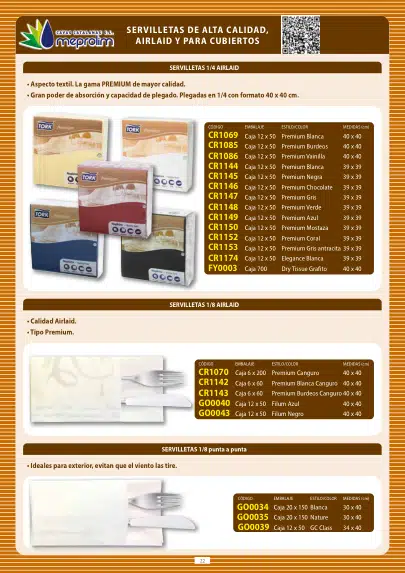 CAYAS CATALANAS S.L.
meprolim
SERVILLETAS DE ALTA CALIDAD,
AIRLAID Y PARA CUBIERTOS
SERVILLETAS 1/4 AIRLAID
• Aspecto textil. La gama PREMIUM de mayor calidad.
• Gran poder de absorción y capacidad de plegado. Plegadas en 1/4 con formato 40 x 40 cm.
TORK
TORK
TORK
TORK
TORK
CÓDIGO EMBALAJE ESTILO/COLOR MEDIDAS (cm)
CR1069 Caja 12 x 50 Premium Blanca 40 x 40
CR1085 Caja 12 x 50 Premium Burdeos 40 x 40
CR1086 Caja 12 x 50 Premium Vainilla 40 x 40
CR1144 Caja 12 x 50 Premium Blanca 39 x 39
CR1145 Caja 12 x 50 Premium Negra 39 x 39
CR1146 Caja 12 x 50 Premium Chocolate 39 x 39
CR1147 Caja 12 x 50 Premium Gris 39 x 39
CR1148 Caja 12 x 50 Premium Verde 39 x 39
CR1149 Caja 12 x 50 Premium Azul 39 x 39
CR1150 Caja 12 x 50 Premium Mostaza 39 x 39
CR1152 Caja 12 x 50 Premium Coral 39 x 39
CR1153 Caja 12 x 50 Premium Gris antracita 39 x 39
CR1174 Caja 12 x 50 Elegance Blanca 39 x 39
FY0003 Caja 700 Dry Tissue Grafito 40 x 40
SERVILLETAS 1/8 AIRLAID
• Calidad Airlaid.
• Tipo Premium.
CÓDIGO EMBALAJE ESTILO/COLOR MEDIDAS (cm)
CR1070 Caja 6 x 200 Premium Canguro 40 x 40
CR1142 Caja 6 x 60 Premium Blanca Canguro 40 x 40
CR1143 Caja 6 x 60 Premium Burdeos Canguro 40 x 40
GO0040 Caja 12 x 50 Filum Azul 40 x 40
GO0043 Caja 12 x 50 Filum Negro 40 x 40
SERVILLETAS 1/8 punta a punta
• Ideales para exterior, evitan que el viento las tire.
CÓDIGO EMBALAJE ESTILO/COLOR MEDIDAS (cm)
GO0034 Caja 20 x 150 Blanca 30 x 40
GO0035 Caja 20 x 150 Nature 30 x 40
GO0039 Caja 12 x 50 GC Class 34 x 40
22